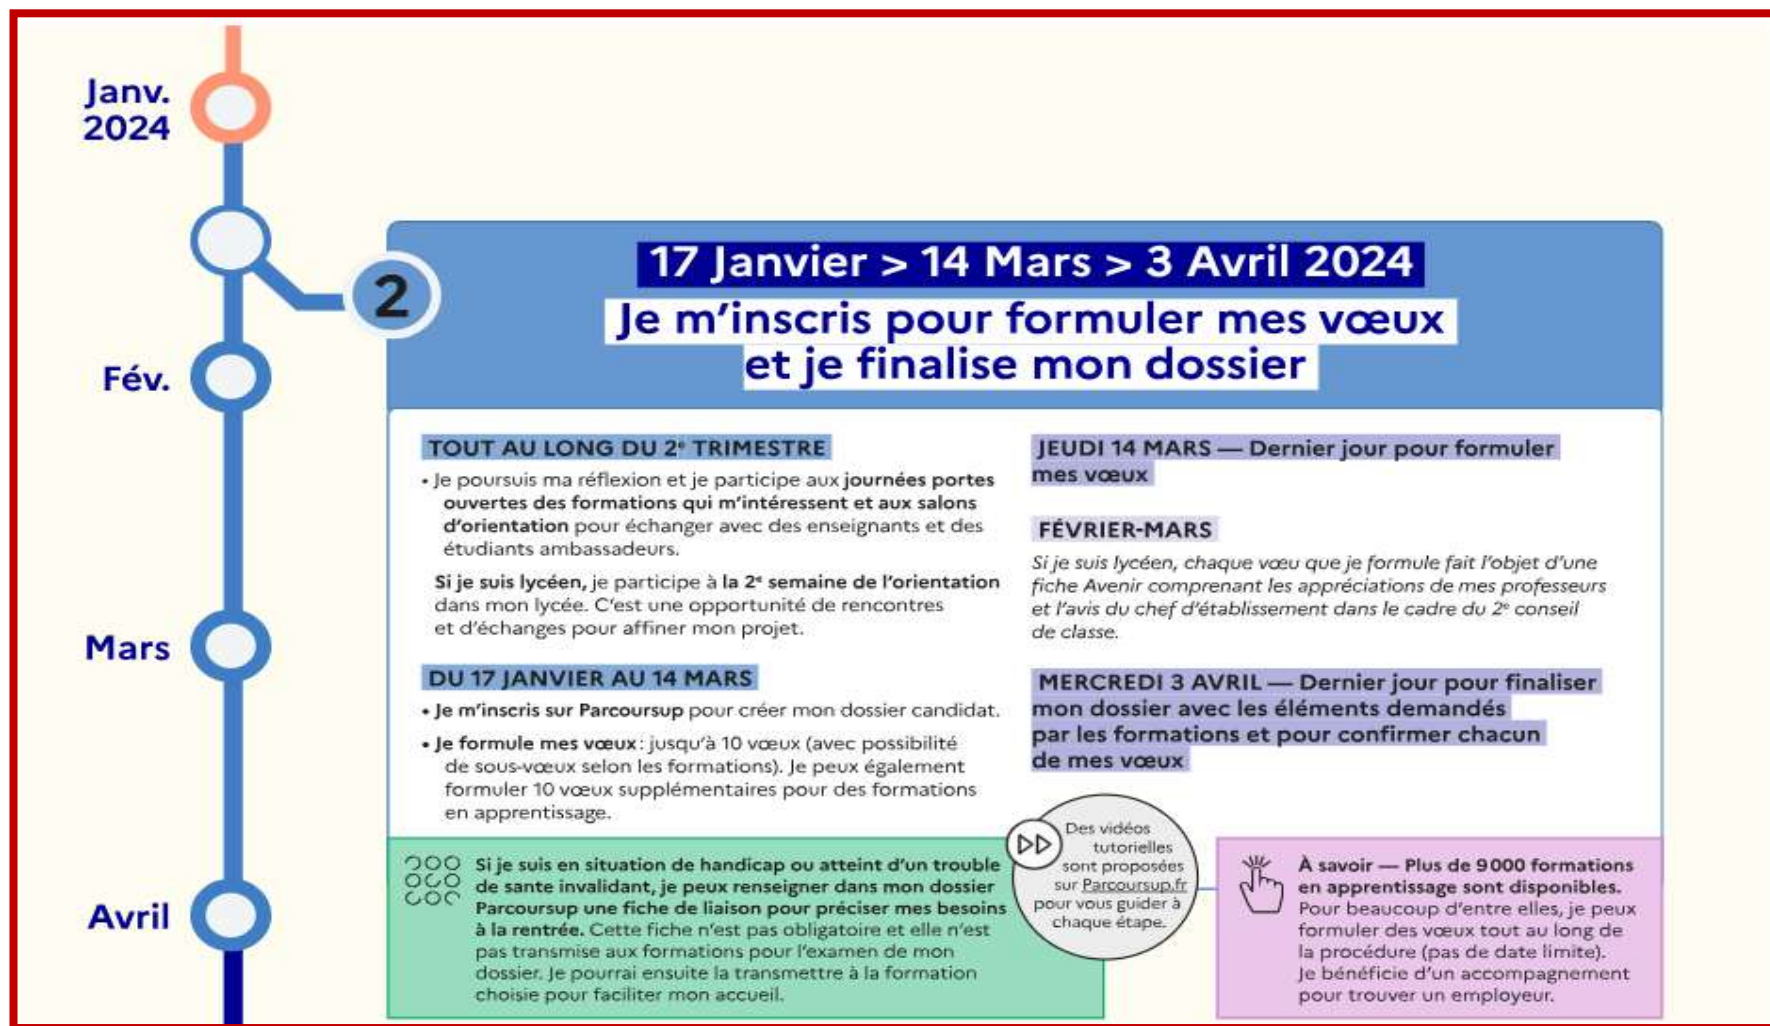 Janv.
2024
Fév.
Mars
Avril
2
17 Janvier > 14 Mars > 3 Avril 2024
Je m'inscris pour formuler mes vœux
et je finalise mon dossier
TOUT AU LONG DU 2e TRIMESTRE
• Je poursuis ma réflexion et je participe aux journées portes
ouvertes des formations qui m'intéressent et aux salons
d'orientation pour échanger avec des enseignants et des
étudiants ambassadeurs.
Si je suis lycéen, je participe à la 2e semaine de l'orientation
dans mon lycée. C'est une opportunité de rencontres
et d'échanges pour affiner mon projet.
DU 17 JANVIER AU 14 MARS
• Je m'inscris sur Parcoursup pour créer mon dossier candidat.
• Je formule mes vœux : jusqu'à 10 vœux (avec possibilité
de sous-vœux selon les formations). Je peux également
formuler 10 vœux supplémentaires pour des formations
en apprentissage.
JEUDI 14 MARS — Dernier jour pour formuler
mes vœux
FÉVRIER-MARS
Si je suis lycéen, chaque vœu que je formule fait l'objet d'une
fiche Avenir comprenant les appréciations de mes professeurs
et l'avis du chef d'établissement dans le cadre du 2e conseil
de classe.
MERCREDI 3 AVRIL — Dernier jour pour finaliser
mon dossier avec les éléments demandés
par les formations et pour confirmer chacun
de mes vœux
Si je suis en situation de handicap ou atteint d'un trouble
de sante invalidant, je peux renseigner dans mon dossier
Parcoursup une fiche de liaison pour préciser mes besoins
à la rentrée. Cette fiche n'est pas obligatoire et elle n'est
pas transmise aux formations pour l'examen de mon
dossier. Je pourrai ensuite la transmettre à la formation
choisie pour faciliter mon accueil.
Des vidéos
tutorielles
sont proposées
sur Parcoursup.fr
pour vous guider à
chaque étape.
À savoir — Plus de 9000 formations
en apprentissage sont disponibles.
Pour beaucoup d'entre elles, je peux
formuler des vœux tout au long de
la procédure (pas de date limite).
Je bénéficie d'un accompagnement
pour trouver un employeur.